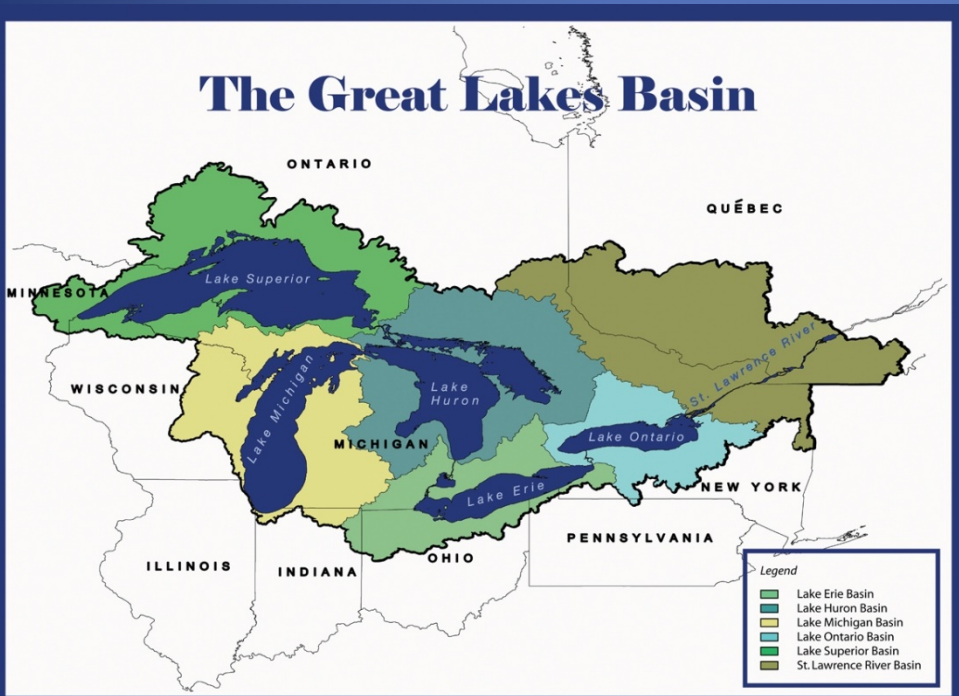 The Great Lakes Basin
ONTARIO
QUÉBEC
Lake Superior
MINNESOTA
St. Lawrence River
WISCONSIN
Lake Michigan
Lake
Huron
MICHIGAN
Lake Ontario
NEW YORK
Lake Erie
PENNSYLVANIA
OHIO
ILLINOIS
INDIANA
Legend
Lake Erie Basin
Lake Huron Basin
Lake Michigan Basin
Lake Ontario Basin
Lake Superior Basin
St. Lawrence River Basin